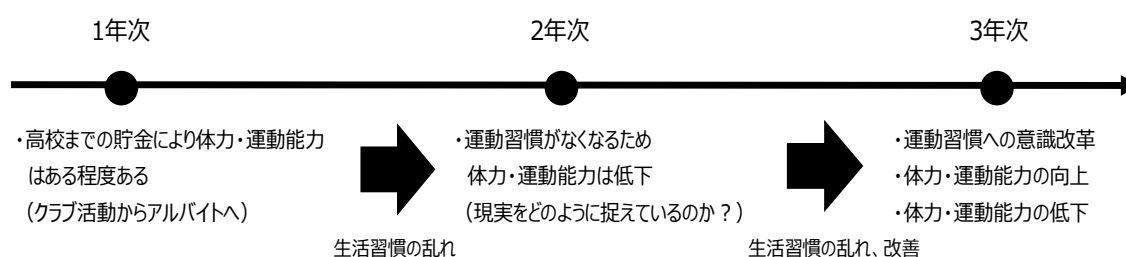 1年次
2年次
3年次
・高校までの貯金により体力・運動能力
はある程度ある
(クラブ活動からアルバイトへ)
生活習慣の乱れ
・運動習慣がなくなるため
体力・運動能力は低下
(現実をどのように捉えているのか?)
生活習慣の乱れ、改善
・運動習慣への意識改革
・体力・運動能力の向上
・体力・運動能力の低下